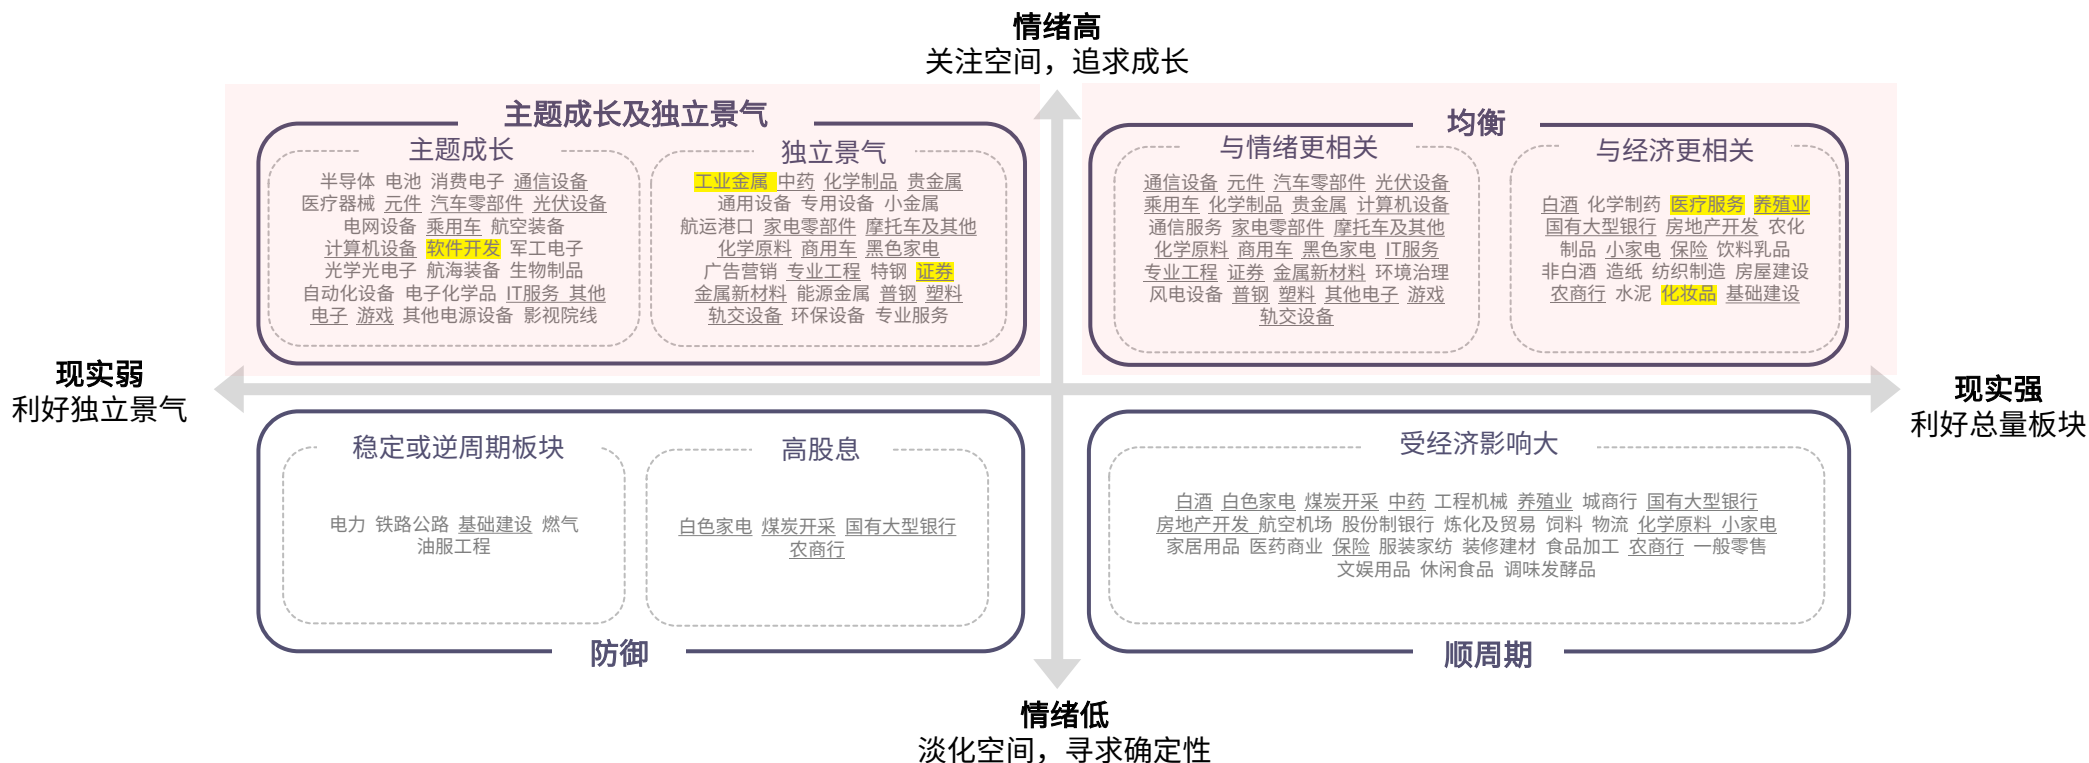 情绪高
关注空间，追求成长
主题成长及独立景气
主题成长
半导体 电池 消费电子 通信设备
医疗器械 元件 汽车零部件 光伏设备
电网设备 乘用车 航空装备
计算机设备 软件开发 军工电子
光学光电子 航海装备 生物制品
自动化设备 电子化学品 IT服务 其他
电子 游戏 其他电源设备 影视院线
独立景气
工业金属 中药 化学制品 贵金属
通用设备 专用设备 小金属
航运港口 家电零部件 摩托车及其他
化学原料 商用车 黑色家电
广告营销 专业工程 特钢 证券
金属新材料 能源金属 普钢 塑料
轨交设备 环保设备 专业服务
均衡
与情绪更相关
通信设备 元件 汽车零部件 光伏设备
乘用车 化学制品 贵金属 计算机设备
通信服务 家电零部件 摩托车及其他
化学原料 商用车 黑色家电 IT服务
专业工程 证券 金属新材料 环境治理
风电设备 普钢 塑料 其他电子 游戏
轨交设备
与经济更相关
白酒 化学制药 医疗服务 养殖业
国有大型银行 房地产开发 农化
制品 小家电 保险 饮料乳品
非白酒 造纸 纺织制造 房屋建设
农商行 水泥 化妆品 基础建设
现实弱
利好独立景气
现实强
利好总量板块
稳定或逆周期板块
电力 铁路公路 基础建设 燃气
油服工程
高股息
白色家电 煤炭开采 国有大型银行
农商行
防御
受经济影响大
白酒 白色家电 煤炭开采 中药 工程机械 养殖业 城商行 国有大型银行
房地产开发 航空机场 股份制银行 炼化及贸易 饲料 物流 化学原料 小家电
家居用品 医药商业 保险 服装家纺 装修建材 食品加工 农商行 一般零售
文娱用品 休闲食品 调味发酵品
顺周期
情绪低
淡化空间，寻求确定性